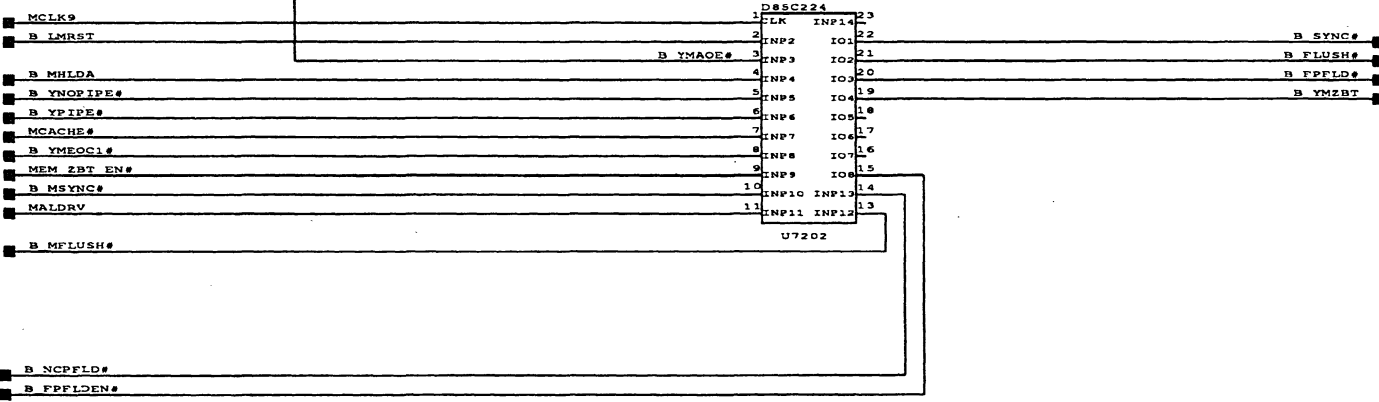 D85C224
MCLK9 1 CLK INP14 23
B LMRST 2 INP2 IO1 22 B SYNC#
B YMAOE# 3 INP3 IO2 21 B FLUSH#
B MHLDA 4 INP4 IO3 20 B FPFLD#
B YNOPIPE# 5 INP5 IO4 19 B YMZBT
B YPIPE# 6 INP6 IO5 18
MCACHE# 7 INP7 IO6 17
B YMEOC1# 8 INP8 IO7 16
MEM ZBT EN# 9 INP9 IO8 15
B MSYNC# 10 INP10 INP13 14
MALDRV 11 INP11 INP12 13
U7202
B MFLUSH#
B NCPFLD#
B FPFLDEN#